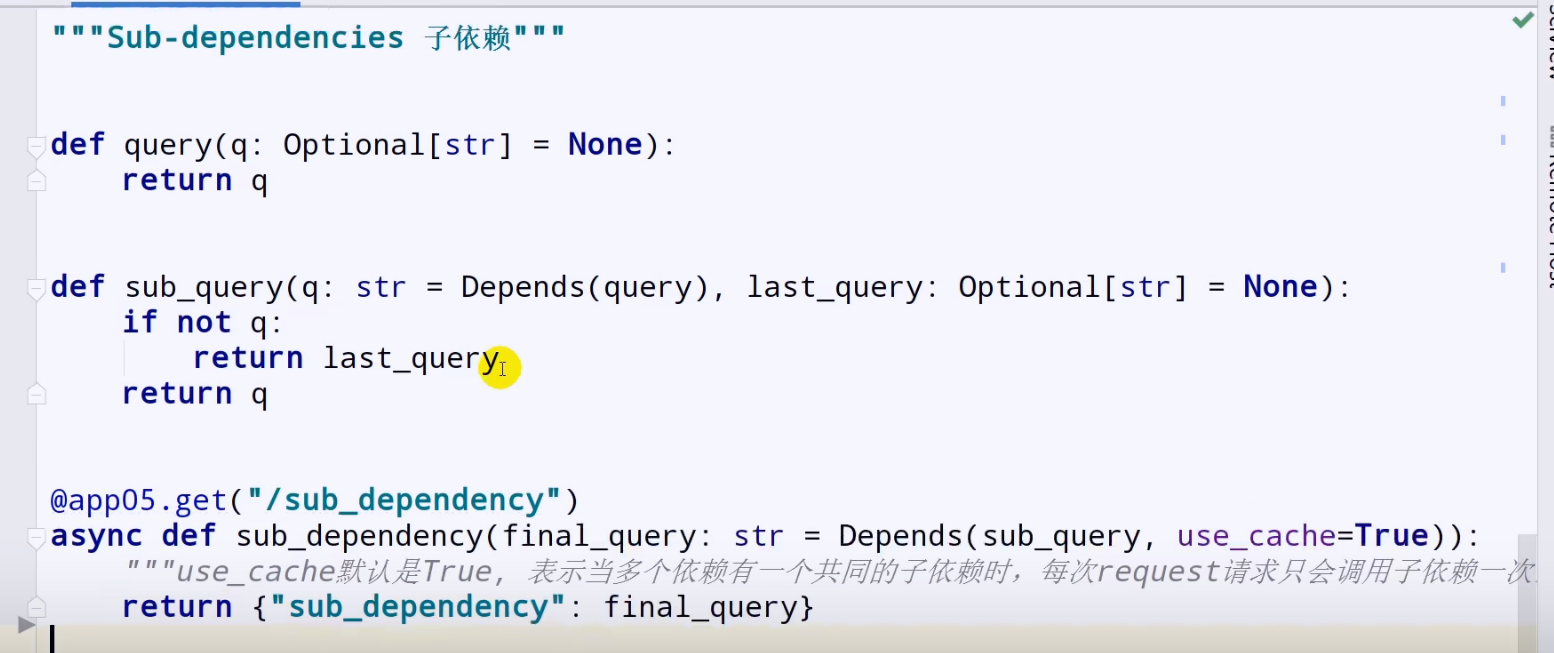 """Sub-dependencies 子依赖"""
def query(q: Optional[str] = None):
    return q
def sub_query(q: str = Depends(query), last_query: Optional[str] = None):
    if not q:
        return last_query
    return q
@app05.get("/sub_dependency")
async def sub_dependency(final_query: str = Depends(sub_query, use_cache=True)):
    """use_cache默认是True, 表示当多个依赖有一个共同的子依赖时，每次request请求只会调用子依赖一次
    return {"sub_dependency": final_query}
Remote Host